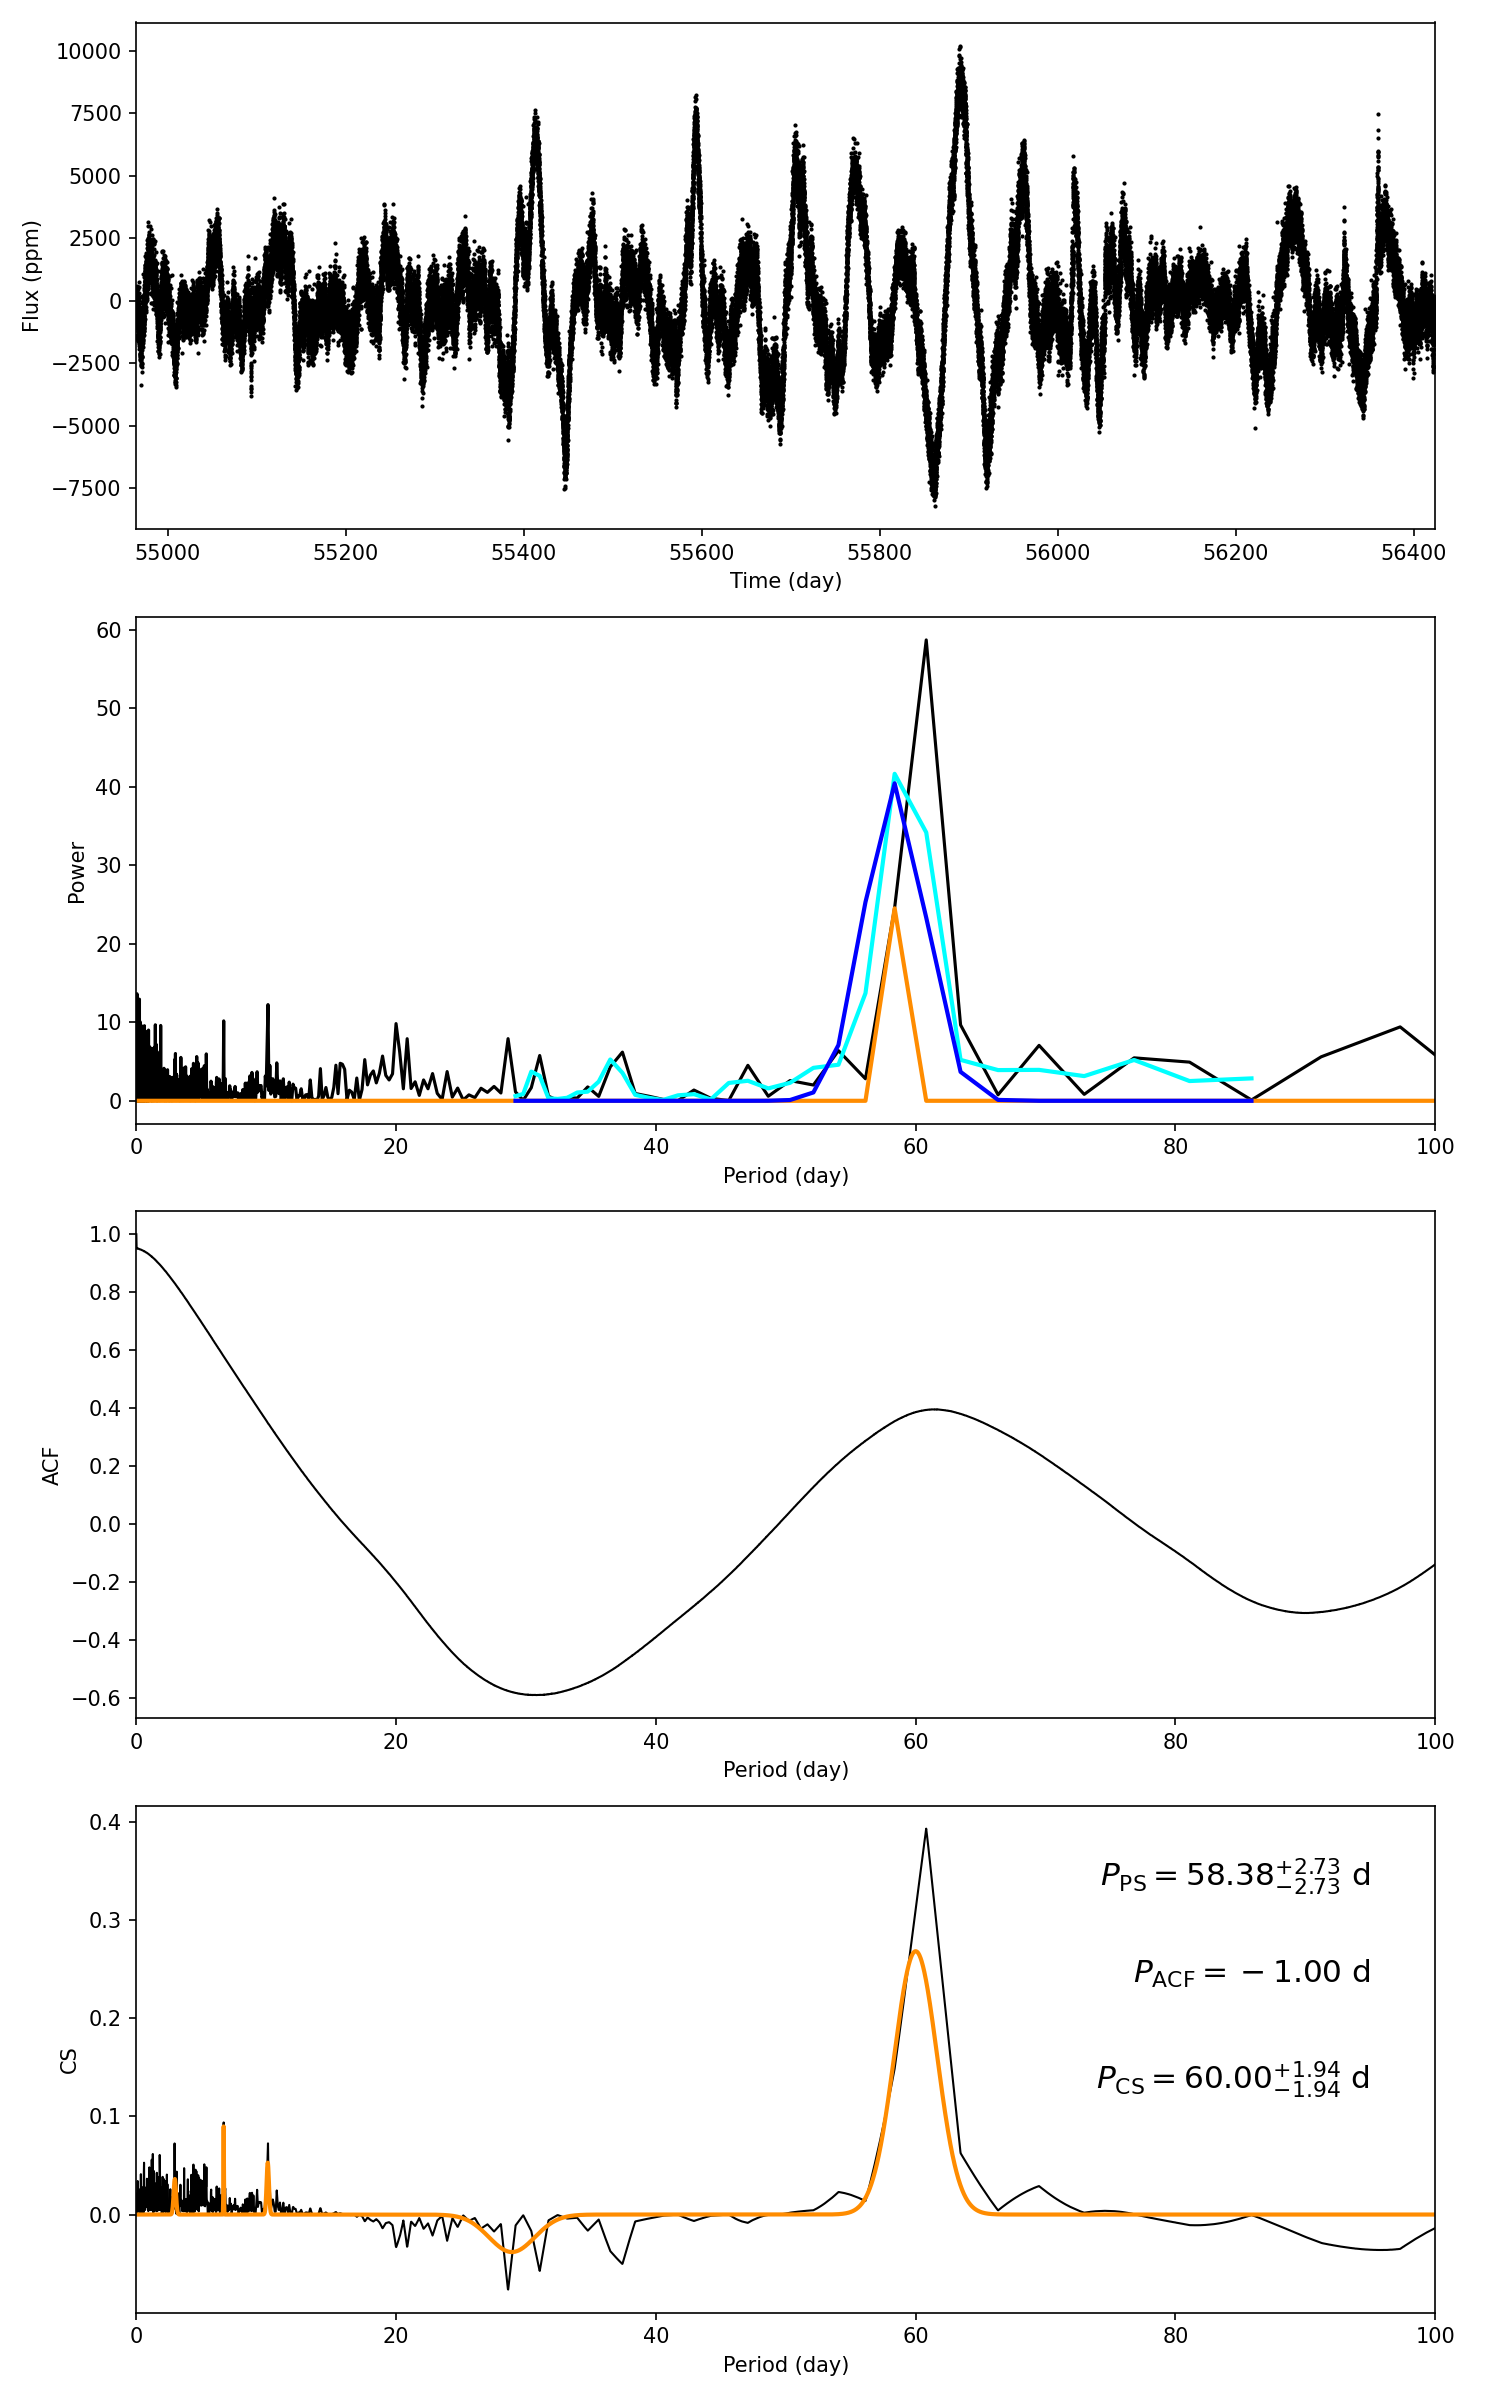 10000
7500
5000
2500
0
−2500
−5000
−7500
Flux (ppm)
55000 55200 55400 55600 55800 56000 56200 56400
Time (day)
60
50
40
30
20
10
0
Power
0 20 40 60 80 100
Period (day)
1.0
0.8
0.6
0.4
0.2
0.0
−0.2
−0.4
−0.6
ACF
0 20 40 60 80 100
Period (day)
0.4
0.3
0.2
0.1
0.0
CS
P_PS = 58.38^{+2.73}_{−2.73} d
P_ACF = −1.00 d
P_CS = 60.00^{+1.94}_{−1.94} d
0 20 40 60 80 100
Period (day)